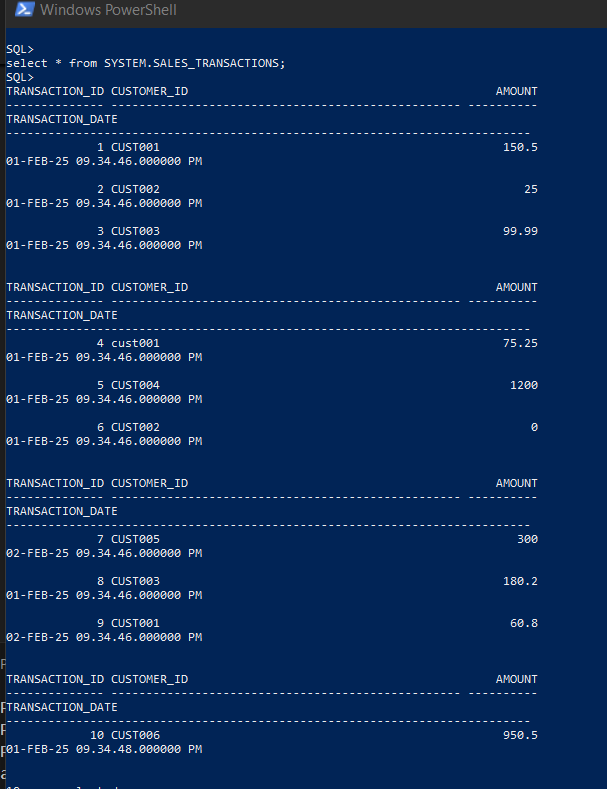 Windows PowerShell
SQL>
select * from SYSTEM.SALES_TRANSACTIONS;
SQL>
TRANSACTION_ID CUSTOMER_ID AMOUNT
-------------- -------------------------------------------------- ----------
TRANSACTION_DATE
---------------------------------------------------------------------------
1 CUST001 150.5
01-FEB-25 09.34.46.000000 PM
2 CUST002 25
01-FEB-25 09.34.46.000000 PM
3 CUST003 99.99
01-FEB-25 09.34.46.000000 PM
TRANSACTION_ID CUSTOMER_ID AMOUNT
-------------- -------------------------------------------------- ----------
TRANSACTION_DATE
---------------------------------------------------------------------------
4 cust001 75.25
01-FEB-25 09.34.46.000000 PM
5 CUST004 1200
01-FEB-25 09.34.46.000000 PM
6 CUST002 0
01-FEB-25 09.34.46.000000 PM
TRANSACTION_ID CUSTOMER_ID AMOUNT
-------------- -------------------------------------------------- ----------
TRANSACTION_DATE
---------------------------------------------------------------------------
7 CUST005 300
02-FEB-25 09.34.46.000000 PM
8 CUST003 180.2
01-FEB-25 09.34.46.000000 PM
9 CUST001 60.8
02-FEB-25 09.34.46.000000 PM
TRANSACTION_ID CUSTOMER_ID AMOUNT
-------------- -------------------------------------------------- ----------
TRANSACTION_DATE
---------------------------------------------------------------------------
10 CUST006 950.5
01-FEB-25 09.34.48.000000 PM